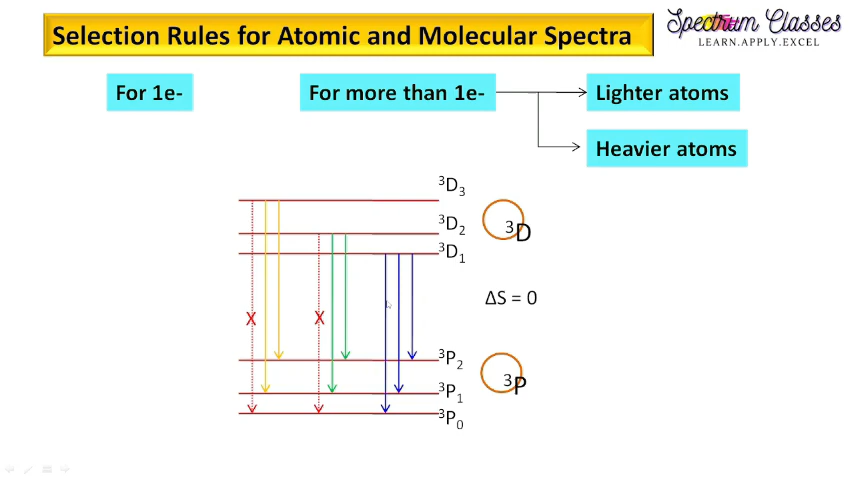 Selection Rules for Atomic and Molecular Spectra
Spectrum Classes
LEARN.APPLY.EXCEL
For 1e-
For more than 1e-
Lighter atoms
Heavier atoms
³D₃
³D₂
³D
³D₁
ΔS = 0
X X
³P₂
³P
³P₁
³P₀